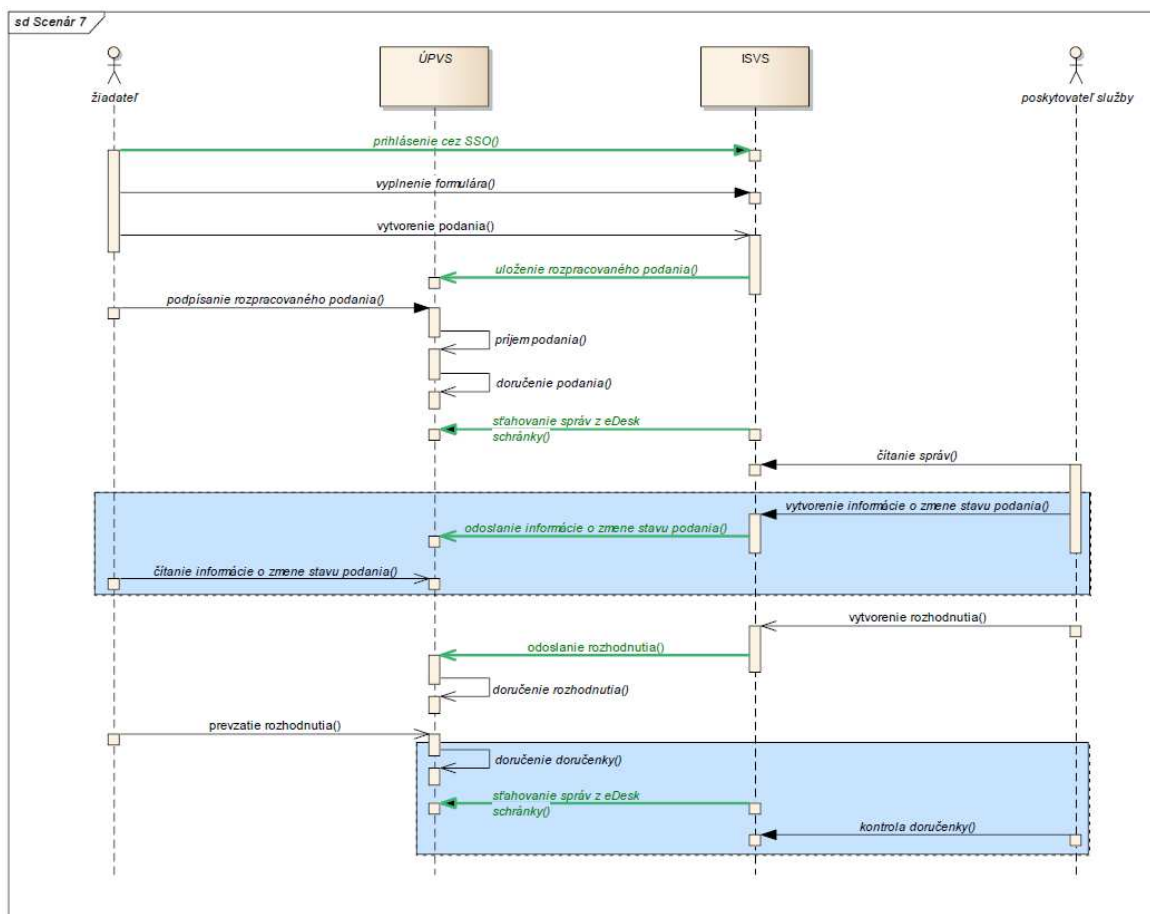 sd Scenár 7
žiadateľ
ÚPVS
ISVS
poskytovateľ služby
prihlásenie cez SSO()
vyplnenie formulára()
vytvorenie podania()
uloženie rozpracovaného podania()
podpísanie rozpracovaného podania()
príjem podania()
doručenie podania()
sťahovanie správ z eDesk
schránky()
čítanie správ()
vytvorenie informácie o zmene stavu podania()
odoslanie informácie o zmene stavu podania()
čítanie informácie o zmene stavu podania()
vytvorenie rozhodnutia()
odoslanie rozhodnutia()
doručenie rozhodnutia()
prevzatie rozhodnutia()
doručenie doručenky()
sťahovanie správ z eDesk
schránky()
kontrola doručenky()